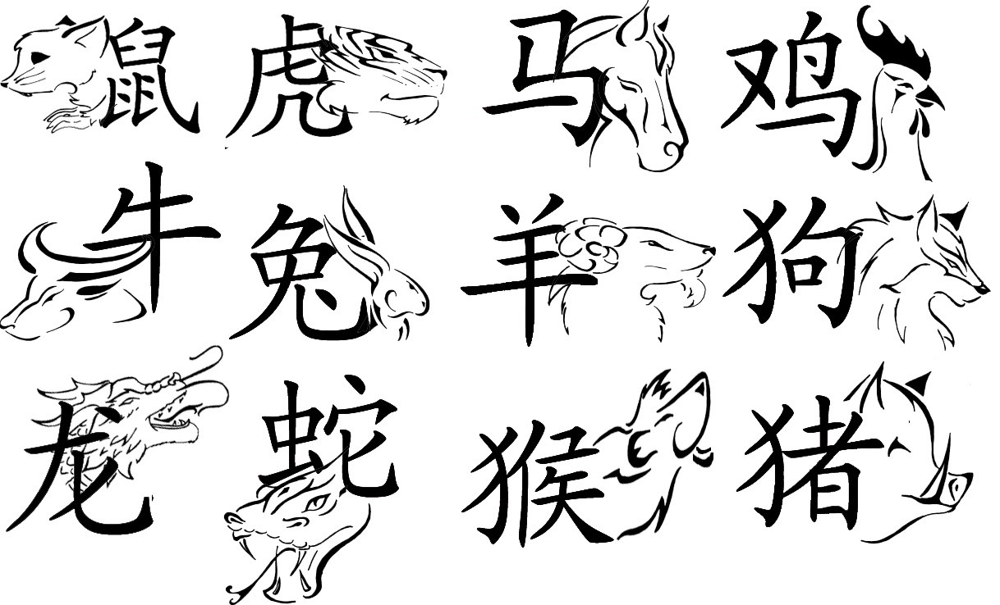 鼠 虎 马 鸡
牛 兔 羊 狗
龙 蛇 猴 猪